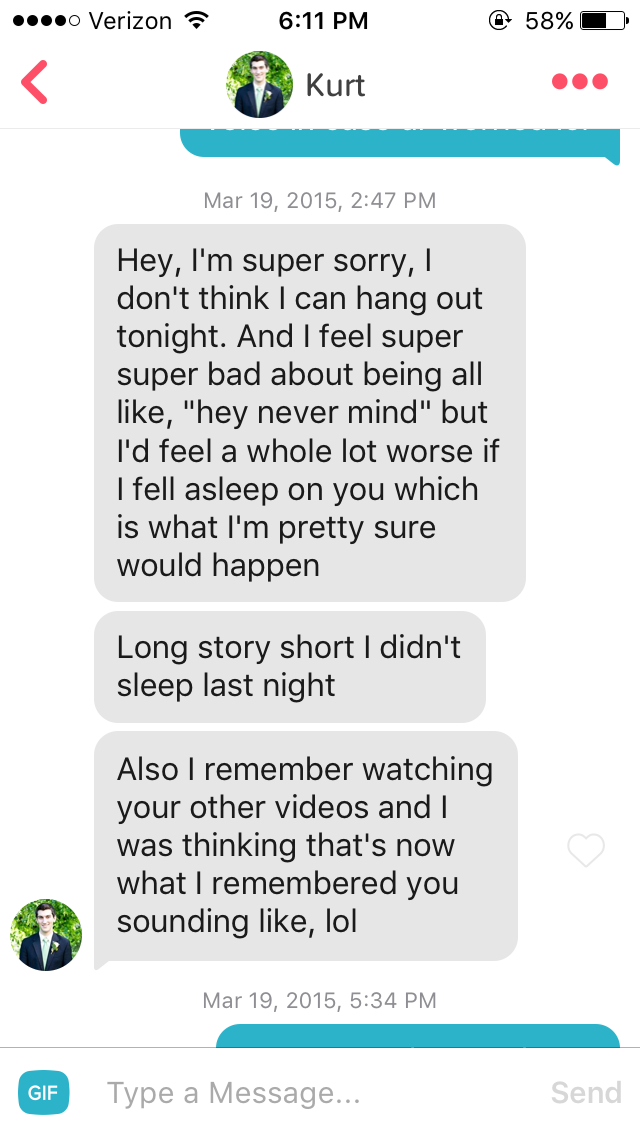 Verizon 6:11 PM 58%
Kurt
Mar 19, 2015, 2:47 PM
Hey, I'm super sorry, I
don't think I can hang out
tonight. And I feel super
super bad about being all
like, "hey never mind" but
I'd feel a whole lot worse if
I fell asleep on you which
is what I'm pretty sure
would happen
Long story short I didn't
sleep last night
Also I remember watching
your other videos and I
was thinking that's now
what I remembered you
sounding like, lol
Mar 19, 2015, 5:34 PM
GIF Type a Message... Send